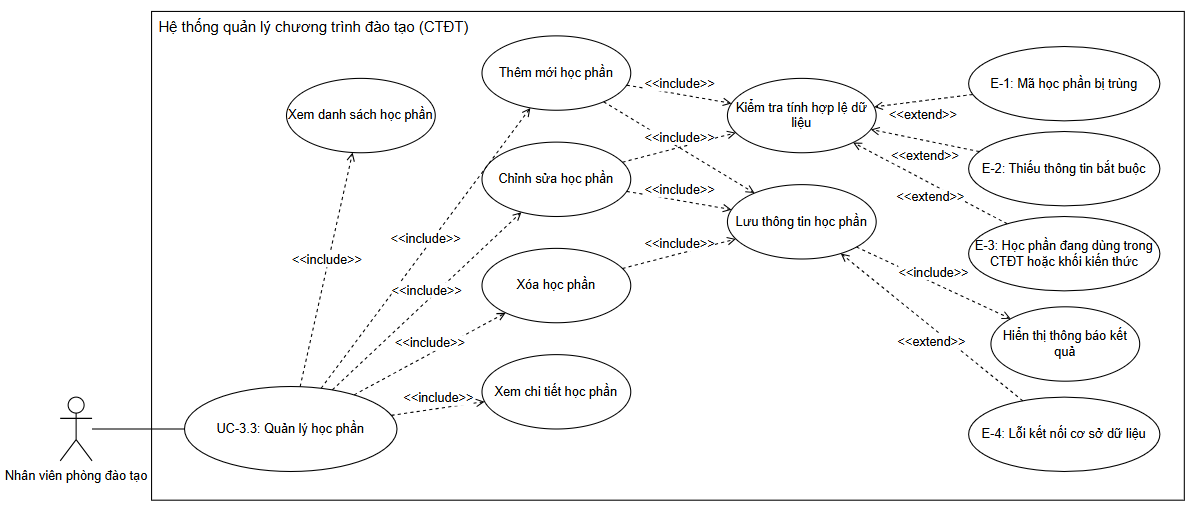 Hệ thống quản lý chương trình đào tạo (CTĐT)
Thêm mới học phần
<<include>>
Kiểm tra tính hợp lệ dữ
liệu
E-1: Mã học phần bị trùng
<<extend>>
Xem danh sách học phần
<<include>>
<<extend>>
E-2: Thiếu thông tin bắt buộc
Chỉnh sửa học phần
<<include>>
<<extend>>
Lưu thông tin học phần
E-3: Học phần đang dùng trong
CTĐT hoặc khối kiến thức
<<include>>
<<include>>
<<include>>
<<include>>
<<include>>
Xóa học phần
<<include>>
<<include>>
<<extend>>
Hiển thị thông báo kết
quả
Xem chi tiết học phần
<<include>>
UC-3.3: Quản lý học phần
E-4: Lỗi kết nối cơ sở dữ liệu
Nhân viên phòng đào tạo